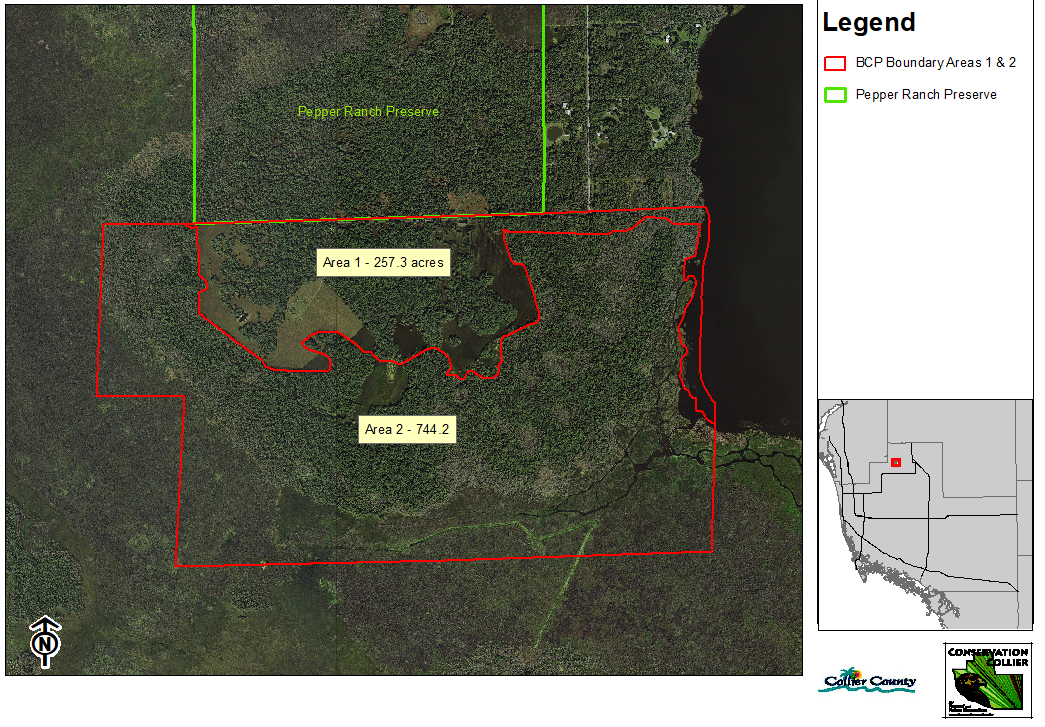 Legend
BCP Boundary Areas 1 & 2
Pepper Ranch Preserve
Pepper Ranch Preserve
Area 1 - 257.3 acres
Area 2 - 744.2
N
Collier County
CONSERVATION
COLLIER